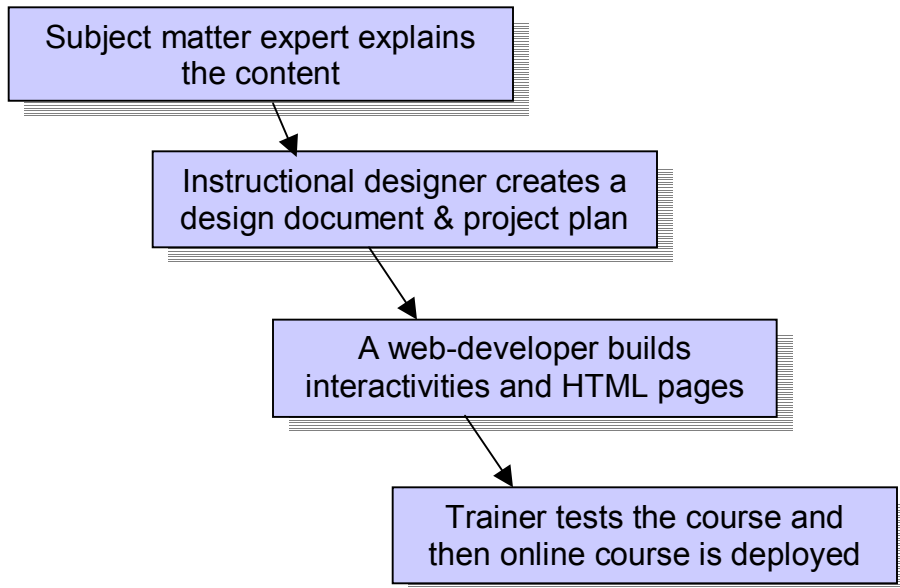 Subject matter expert explains
the content
Instructional designer creates a
design document & project plan
A web-developer builds
interactivities and HTML pages
Trainer tests the course and
then online course is deployed